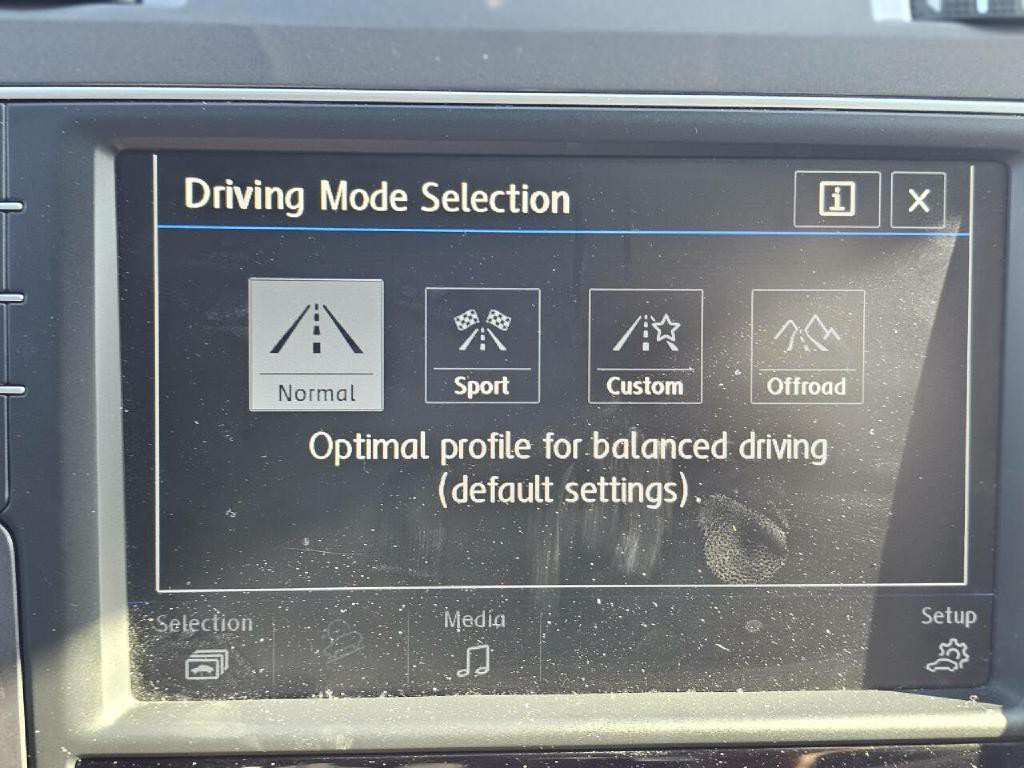 Driving Mode Selection i X
Normal Sport Custom Offroad
Optimal profile for balanced driving
(default settings).
Selection Media Setup